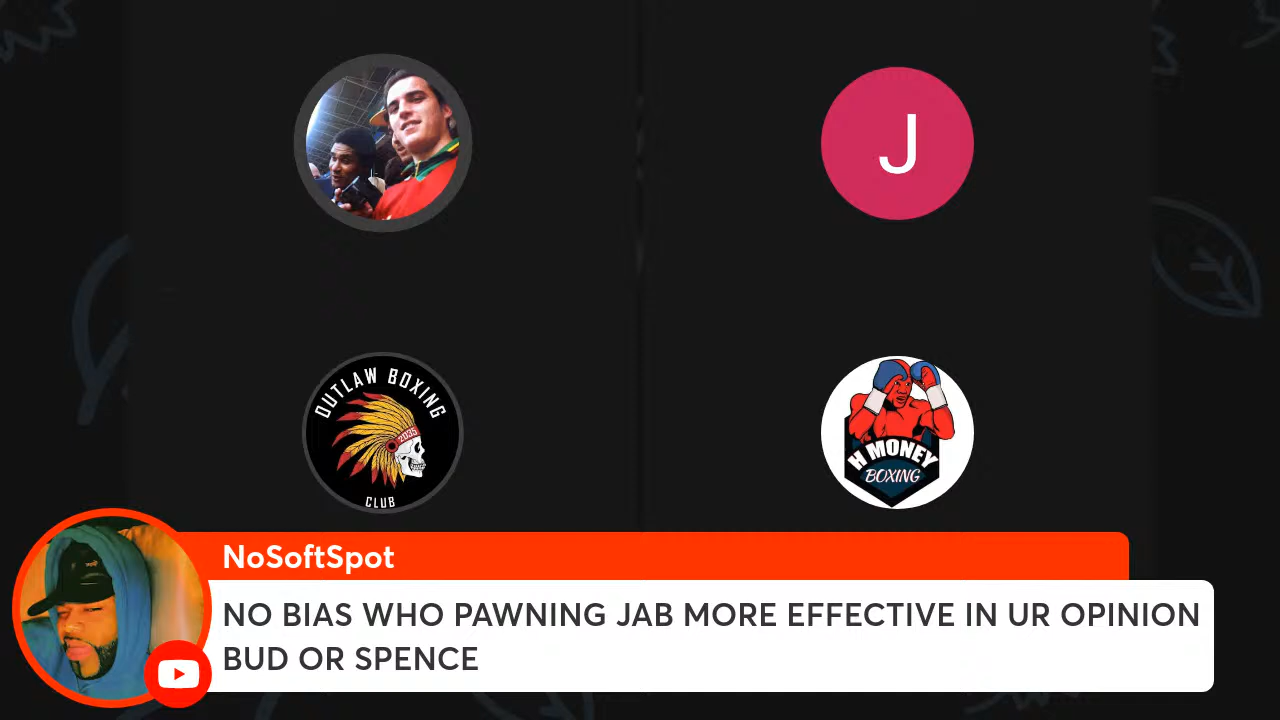 J
OUTLAW BOXING
2035
CLUB
H MONEY
BOXING
NoSoftSpot
NO BIAS WHO PAWNING JAB MORE EFFECTIVE IN UR OPINION
BUD OR SPENCE